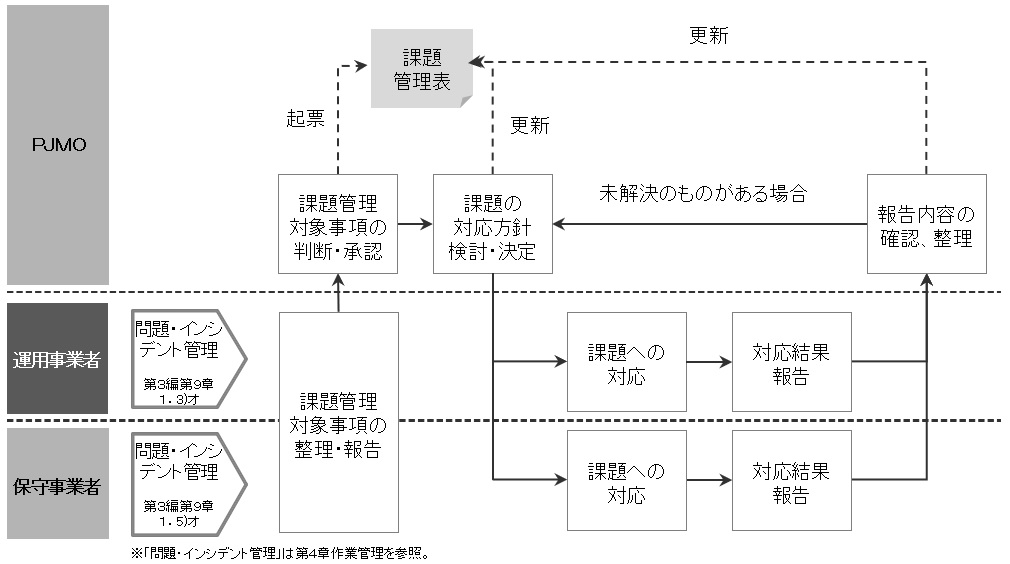 PJMO
課題
管理表
更新
起票
更新
課題管理
対象事項の
判断・承認
課題の
対応方針
検討・決定
未解決のものがある場合
報告内容の
確認、整理
運用事業者
問題・インシ
デント管理
第3編第9章
1.3)オ
課題管理
対象事項の
整理・報告
課題への
対応
対応結果
報告
保守事業者
問題・インシ
デント管理
第3編第9章
1.5)オ
課題への
対応
対応結果
報告
※「問題・インシデント管理」は第4章作業管理を参照。